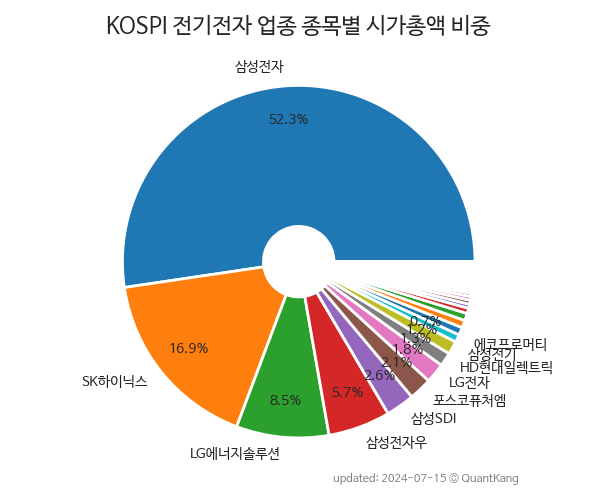 KOSPI 전기전자 업종 종목별 시가총액 비중
삼성전자
52.3%
SK하이닉스
16.9%
LG에너지솔루션
8.5%
삼성전자우
5.7%
삼성SDI
2.6%
포스코퓨처엠
2.1%
LG전자
1.8%
HD현대일렉트릭
1.3%
삼성전기
1.2%
에코프로머티
0.7%
updated: 2024-07-15 © QuantKang